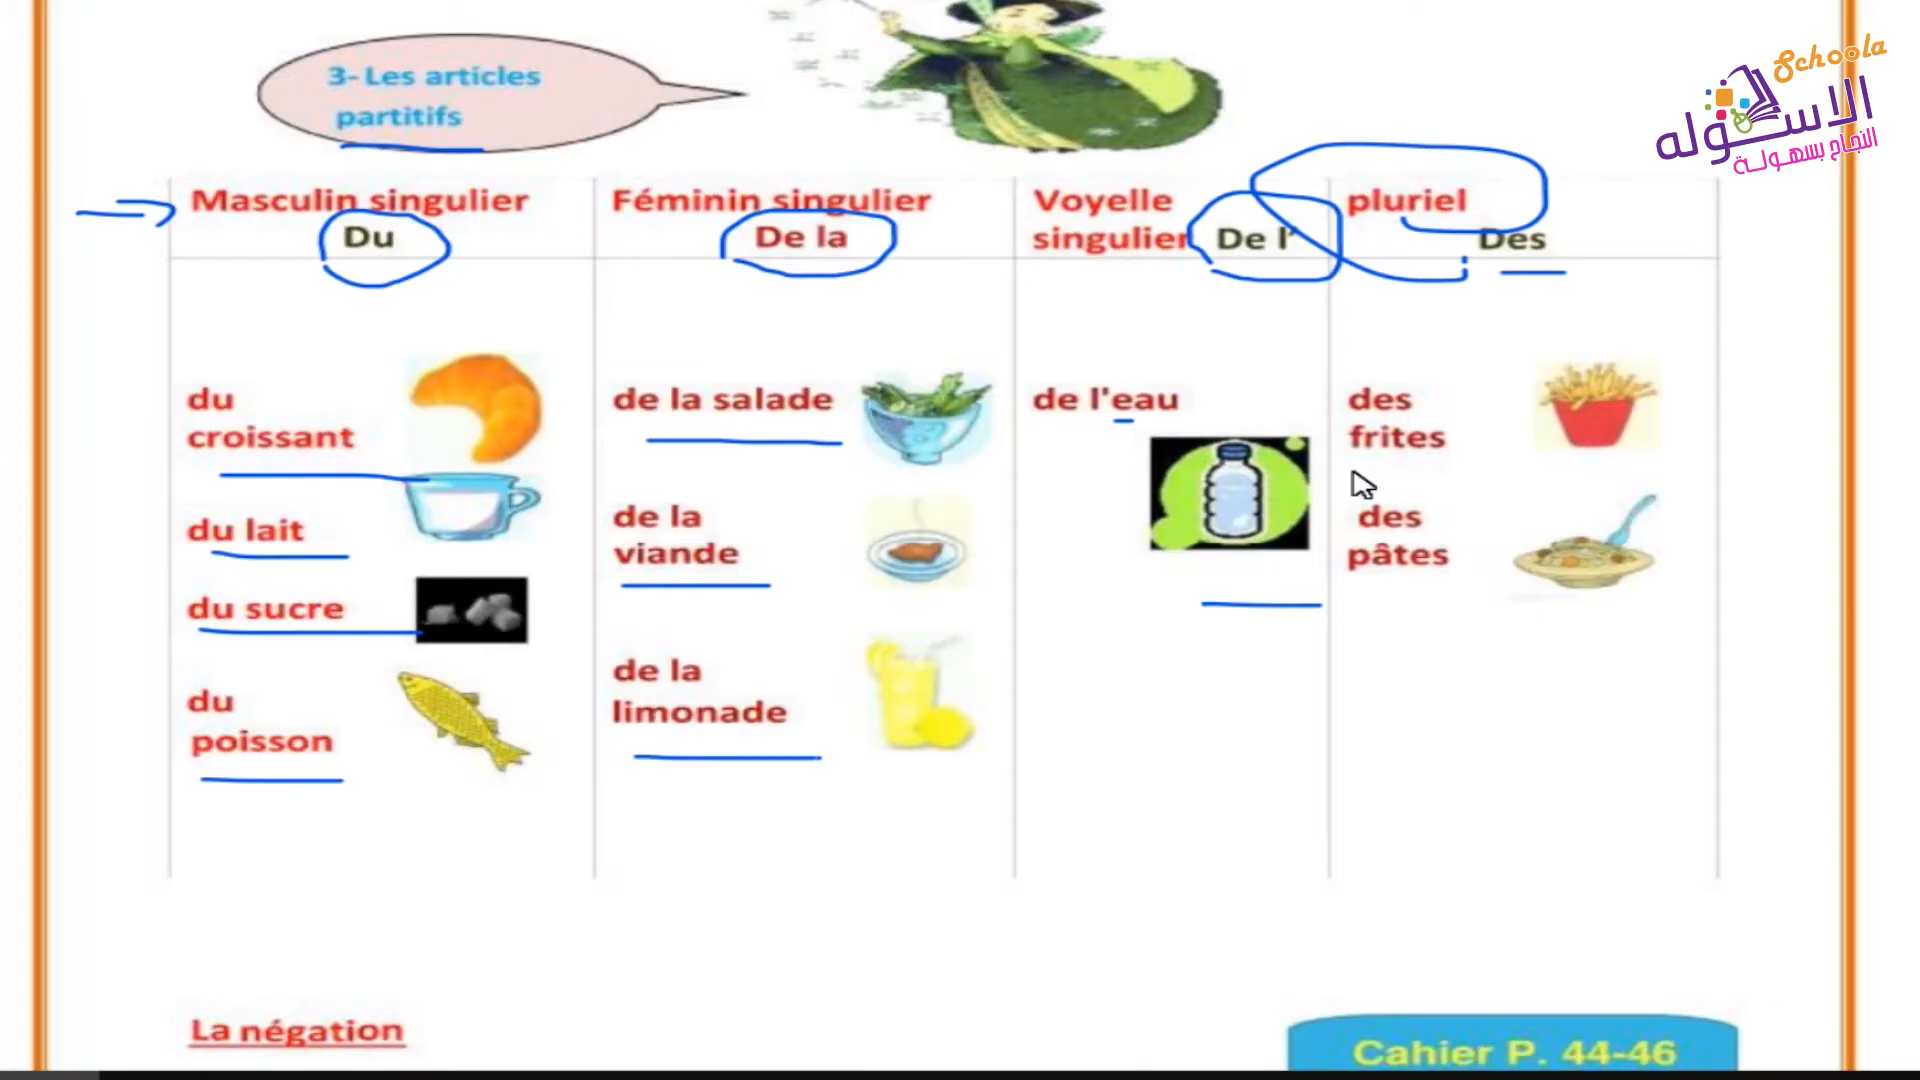 Schoola
الاسكوله
النجاح بسهولة
3- Les articles
partitifs
Masculin singulier
Du
Féminin singulier
De la
Voyelle
singulier De l'
pluriel
Des
du
croissant
du lait
du sucre
du
poisson
de la salade
de la
viande
de la
limonade
de l'eau
des
frites
des
pâtes
La négation
Cahier P. 44-46